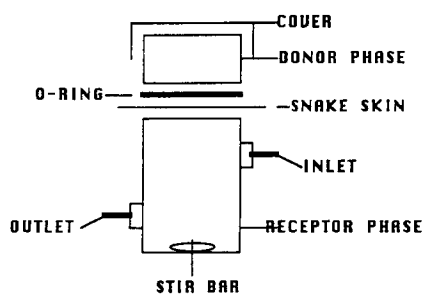 COVER
DONOR PHASE
O-RING
SNAKE SKIN
INLET
OUTLET
RECEPTOR PHASE
STIR BAR